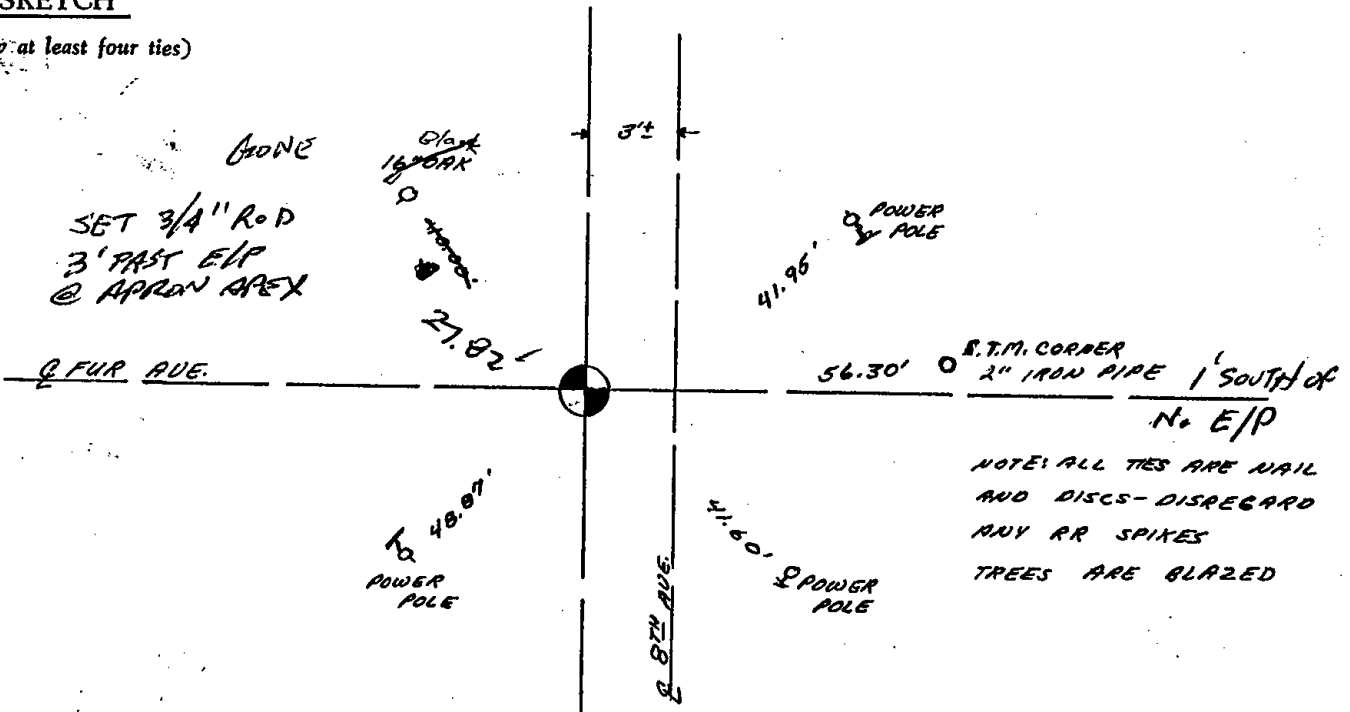 SKETCH
at least four ties)
GONE
Black
16" OAK
3'±
SET 3/4" ROD
3' PAST E/P
@ APRON APEX
40.00'
27.82'
POWER
POLE
41.95'
℄ FUR AVE.
56.30'
R.T.M. CORNER
2" IRON PIPE 1' SOUTH of
No E/P
NOTE: ALL TIES ARE NAIL
AND DISCS - DISREGARD
ANY RR SPIKES
TREES ARE BLAZED
48.87'
POWER
POLE
41.60'
POWER
POLE
℄ 8TH AVE.